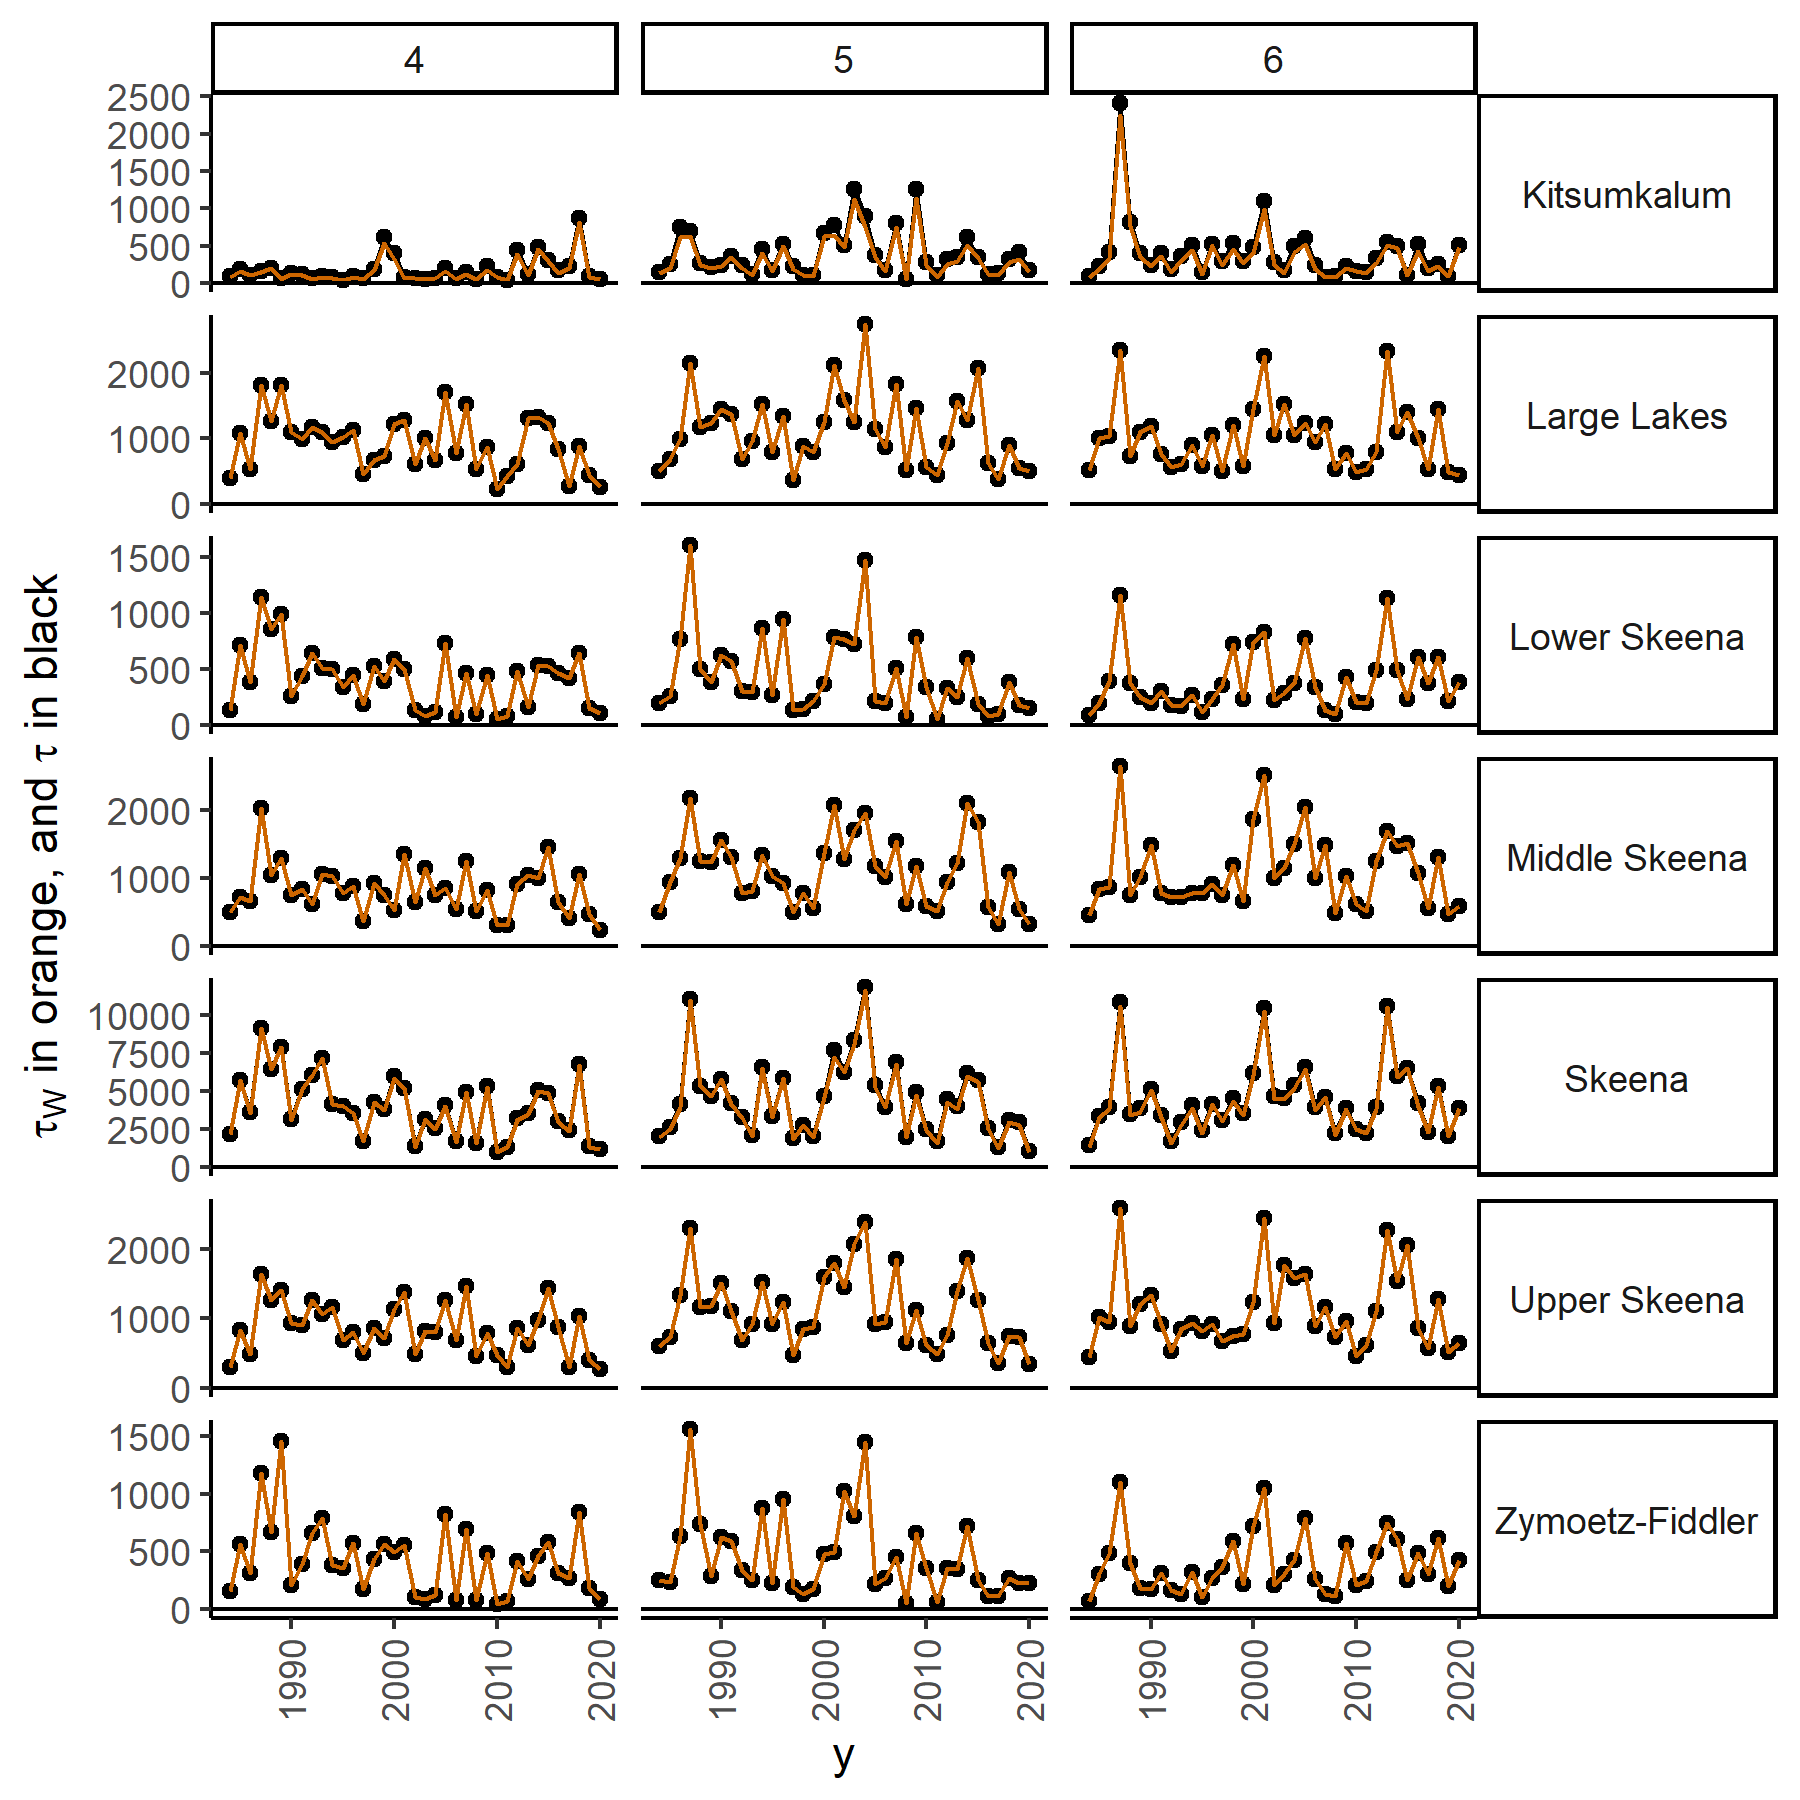 4 5 6
2500
2000
1500
1000
500
0
Kitsumkalum
2000
1000
0
Large Lakes
1500
1000
500
0
Lower Skeena
2000
1000
0
Middle Skeena
10000
7500
5000
2500
0
Skeena
2000
1000
0
Upper Skeena
1500
1000
500
0
Zymoetz-Fiddler
1990 2000 2010 2020 1990 2000 2010 2020 1990 2000 2010 2020
y
τW in orange, and τ in black